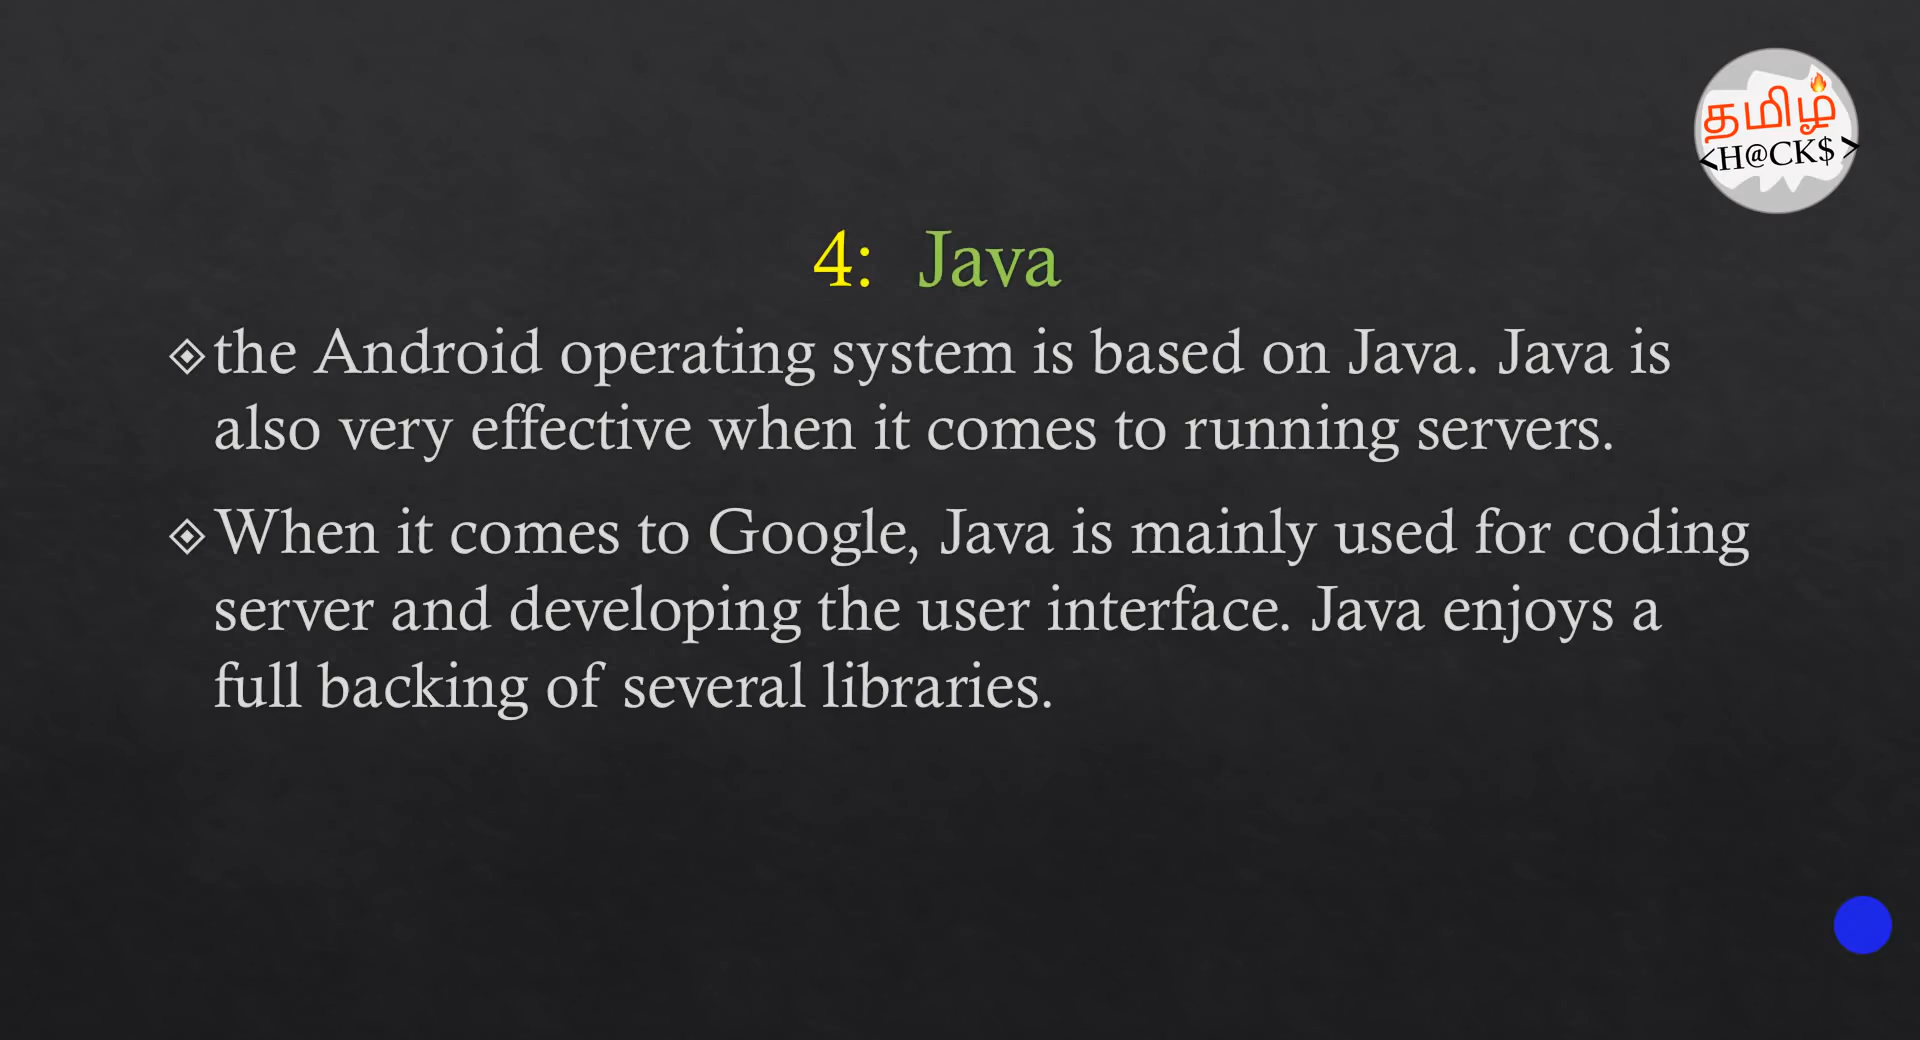 தமிழ்
<H@CK$>
4: Java
the Android operating system is based on Java. Java is
also very effective when it comes to running servers.
When it comes to Google, Java is mainly used for coding
server and developing the user interface. Java enjoys a
full backing of several libraries.